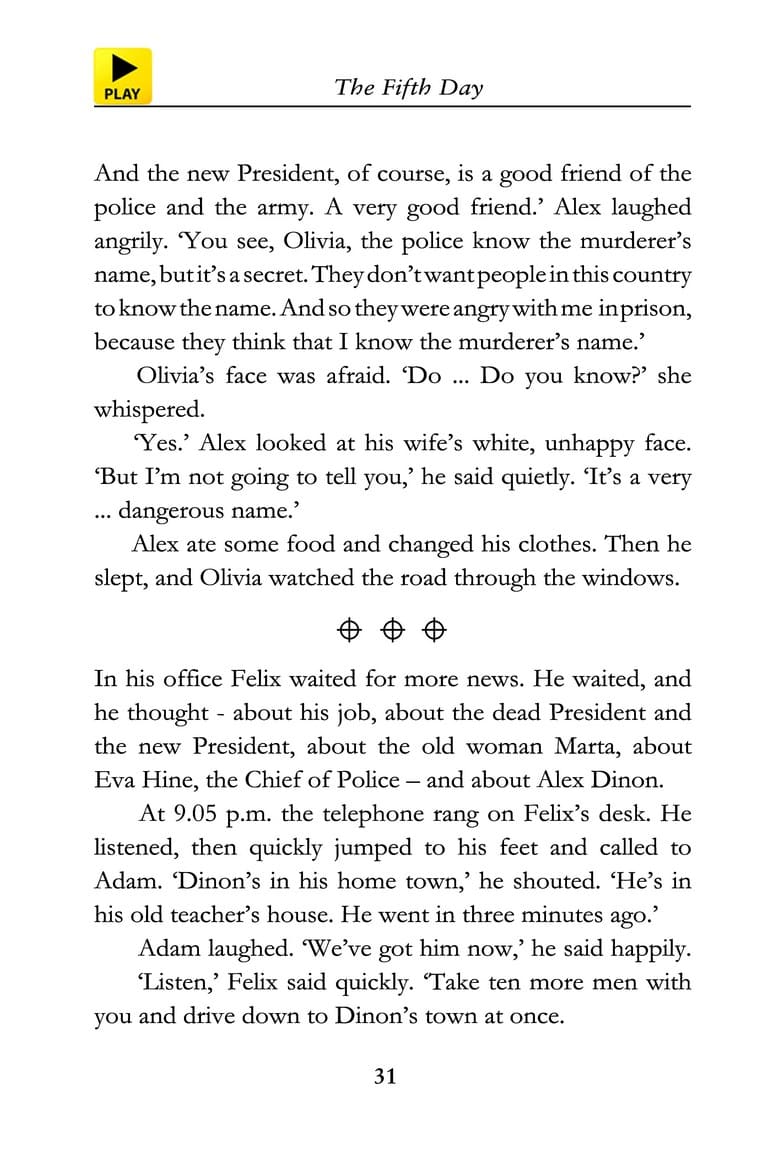 PLAY
The Fifth Day
And the new President, of course, is a good friend of the
police and the army. A very good friend.’ Alex laughed
angrily. ‘You see, Olivia, the police know the murderer’s
name, but it’s a secret. They don’t want people in this country
to know the name. And so they were angry with me in prison,
because they think that I know the murderer’s name.’
Olivia’s face was afraid. ‘Do ... Do you know?’ she
whispered.
‘Yes.’ Alex looked at his wife’s white, unhappy face.
‘But I’m not going to tell you,’ he said quietly. ‘It’s a very
... dangerous name.’
Alex ate some food and changed his clothes. Then he
slept, and Olivia watched the road through the windows.
In his office Felix waited for more news. He waited, and
he thought - about his job, about the dead President and
the new President, about the old woman Marta, about
Eva Hine, the Chief of Police – and about Alex Dinon.
At 9.05 p.m. the telephone rang on Felix’s desk. He
listened, then quickly jumped to his feet and called to
Adam. ‘Dinon’s in his home town,’ he shouted. ‘He’s in
his old teacher’s house. He went in three minutes ago.’
Adam laughed. ‘We’ve got him now,’ he said happily.
‘Listen,’ Felix said quickly. ‘Take ten more men with
you and drive down to Dinon’s town at once.
31